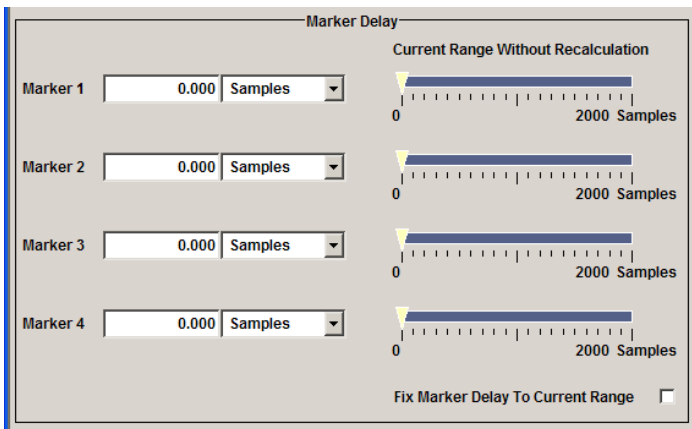 Marker Delay
Current Range Without Recalculation
Marker 1 0.000 Samples
0 2000 Samples
Marker 2 0.000 Samples
0 2000 Samples
Marker 3 0.000 Samples
0 2000 Samples
Marker 4 0.000 Samples
0 2000 Samples
Fix Marker Delay To Current Range